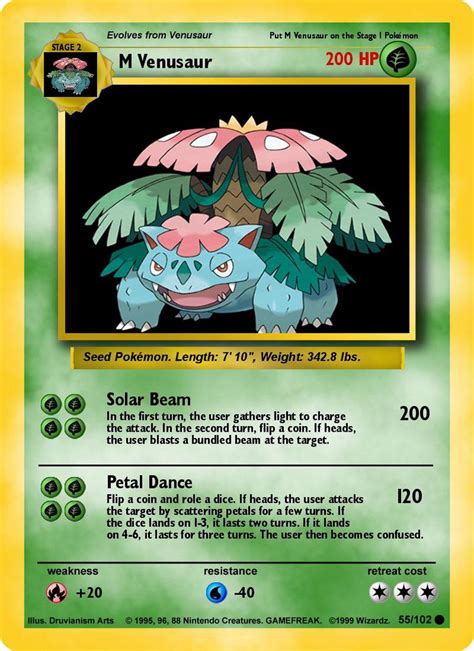 Evolves from Venusaur
Put M Venusaur on the Stage 1 Pokémon
STAGE 2
M Venusaur
200 HP
Seed Pokémon. Length: 7' 10", Weight: 342.8 lbs.
Solar Beam
In the first turn, the user gathers light to charge
the attack. In the second turn, flip a coin. If heads,
the user blasts a bundled beam at the target.
200
Petal Dance
Flip a coin and role a dice. If heads, the user attacks
the target by scattering petals for a few turns. If
the dice lands on 1-3, it lasts two turns. If it lands
on 4-6, it lasts for three turns. The user then becomes confused.
120
weakness
resistance
retreat cost
+20
-40
Illus. Druvianism Arts
© 1995, 96, 88 Nintendo Creatures. GAMEFREAK. ©1999 Wizardz.
55/102